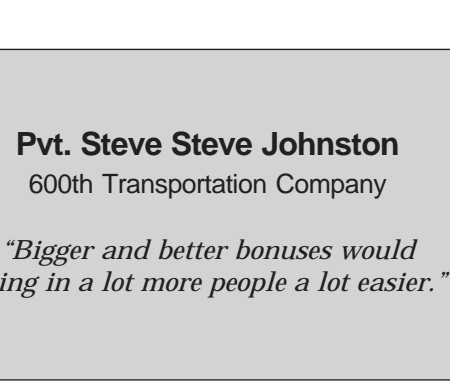 Pvt. Steve Steve Johnston
600th Transportation Company
“Bigger and better bonuses would
ing in a lot more people a lot easier.”